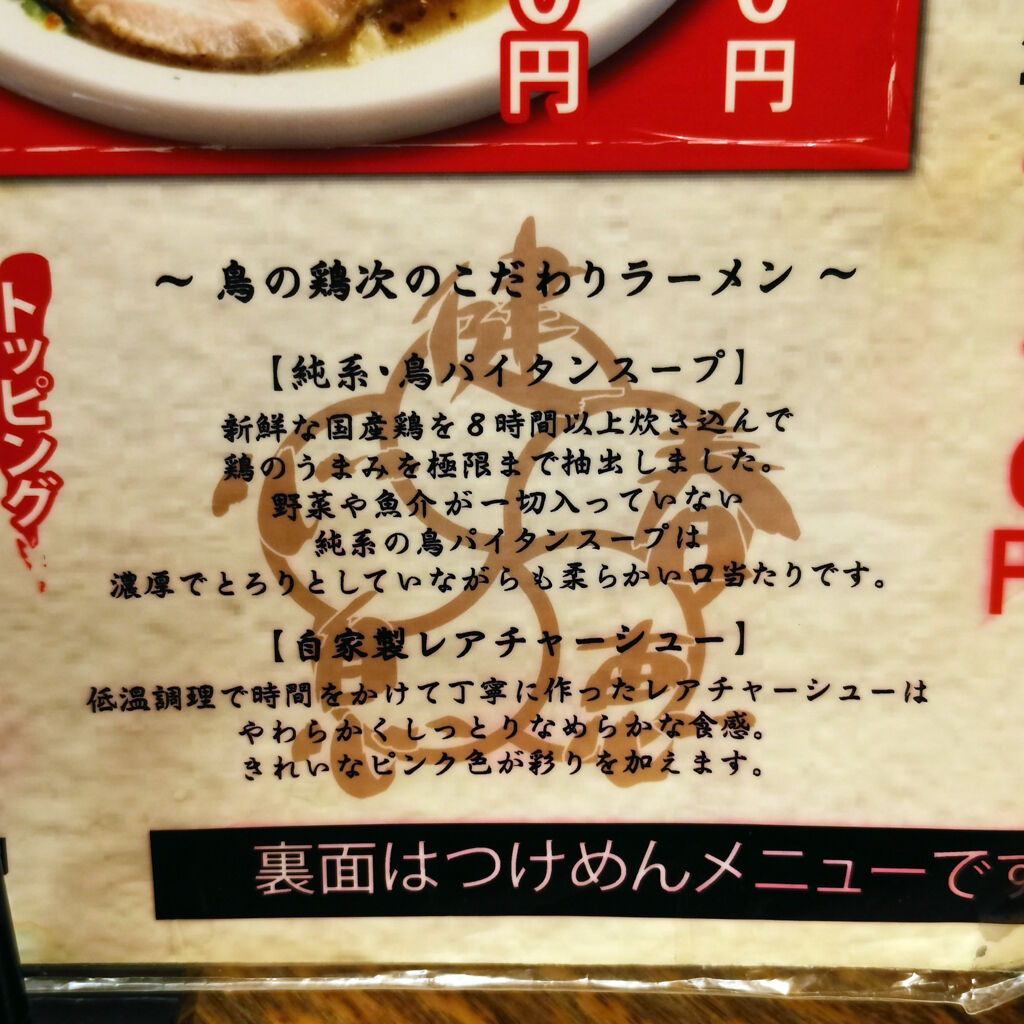 円 円
トッピング
～ 鳥の鶏次のこだわりラーメン ～
【純系・鳥パイタンスープ】
新鮮な国産鶏を8時間以上炊き込んで
鶏のうまみを極限まで抽出しました。
野菜や魚介が一切入っていない
純系の鳥パイタンスープは
濃厚でとろりとしていながらも柔らかい口当たりです。
【自家製レアチャーシュー】
低温調理で時間をかけて丁寧に作ったレアチャーシューは
やわらかくしっとりなめらかな食感。
きれいなピンク色が彩りを加えます。
裏面はつけめんメニューです